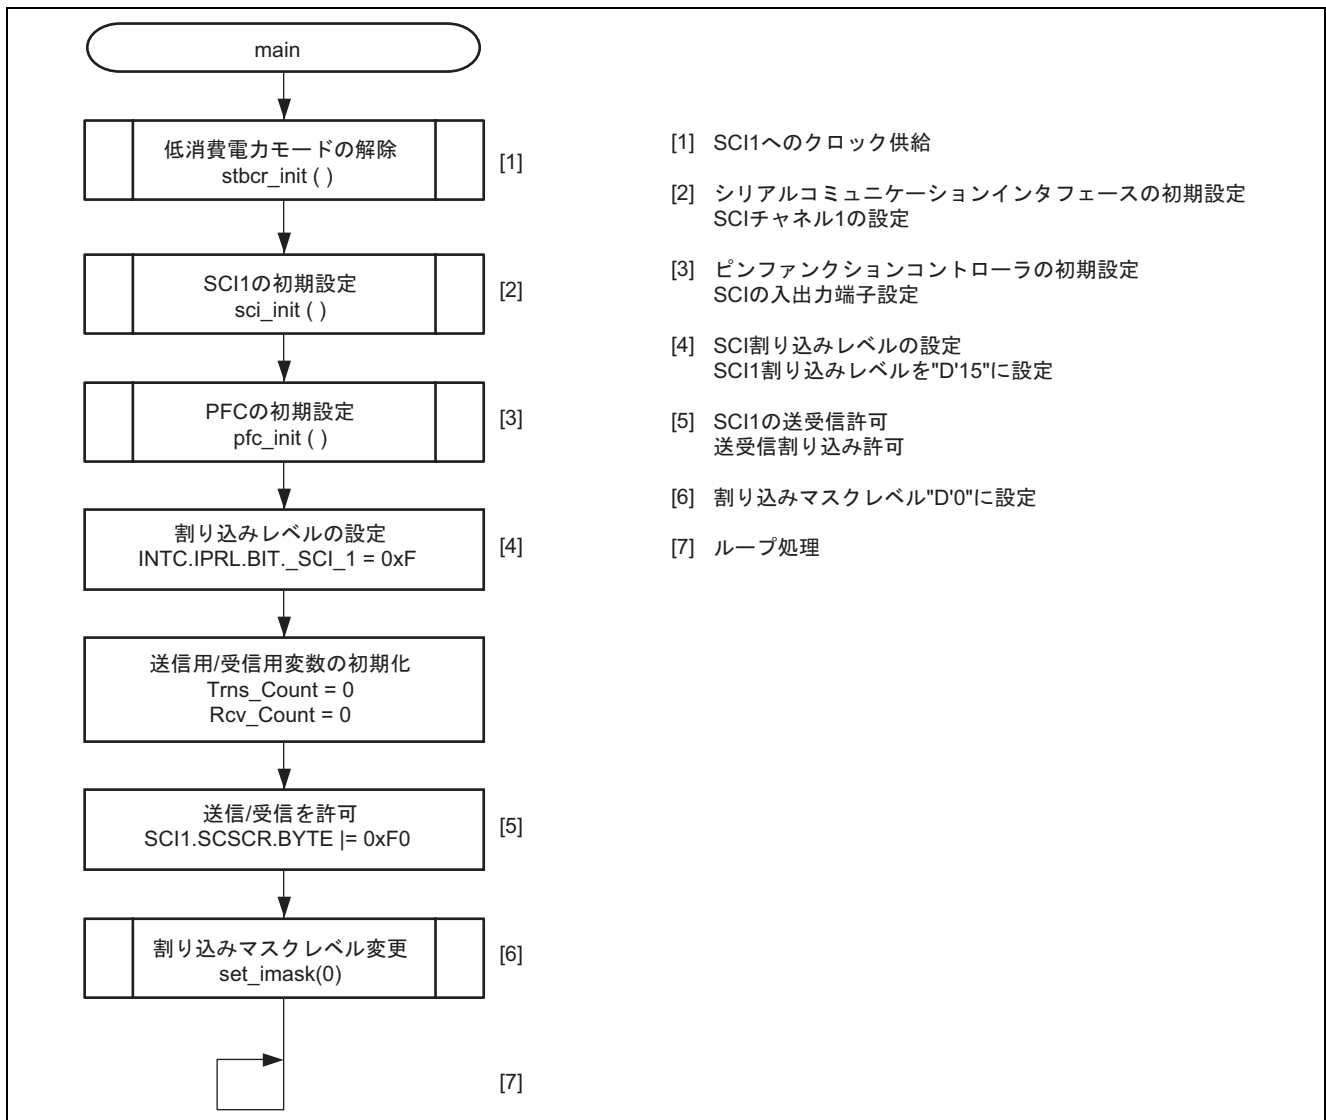 main
低消費電力モードの解除
stbcr_init ( )
[1]
SCI1の初期設定
sci_init ( )
[2]
PFCの初期設定
pfc_init ( )
[3]
割り込みレベルの設定
INTC.IPRL.BIT._SCI_1 = 0xF
[4]
送信用/受信用変数の初期化
Trns_Count = 0
Rcv_Count = 0
送信/受信を許可
SCI1.SCSCR.BYTE |= 0xF0
[5]
割り込みマスクレベル変更
set_imask(0)
[6]
[7]
[1] SCI1へのクロック供給
[2] シリアルコミュニケーションインタフェースの初期設定
SCIチャネル1の設定
[3] ピンファンクションコントローラの初期設定
SCIの入出力端子設定
[4] SCI割り込みレベルの設定
SCI1割り込みレベルを"D'15"に設定
[5] SCI1の送受信許可
送受信割り込み許可
[6] 割り込みマスクレベル"D'0"に設定
[7] ループ処理